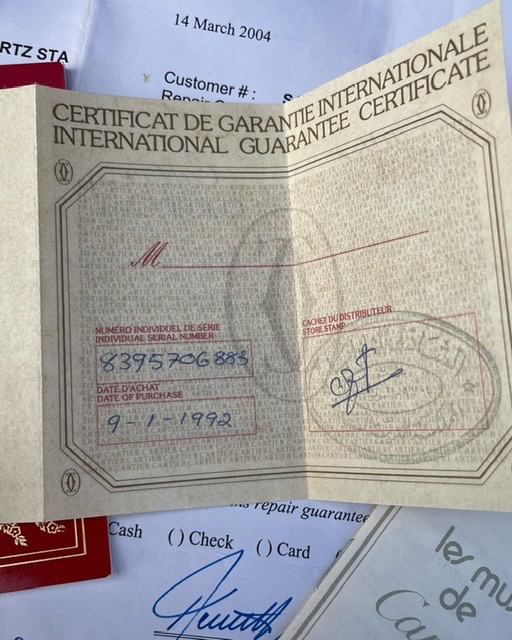 14 March 2004
RTZ STA
Customer # :
CERTIFICAT DE GARANTIE INTERNATIONALE
INTERNATIONAL GUARANTEE CERTIFICATE
M
NUMÉRO INDIVIDUEL DE SÉRIE
INDIVIDUAL SERIAL NUMBER
8395706883
DATE D'ACHAT
DATE OF PURCHASE
9-1-1992
CACHET DU DISTRIBUTEUR
STORE STAMP
repair guarantee
Cash ( ) Check ( ) Card
les mu
de
Ca